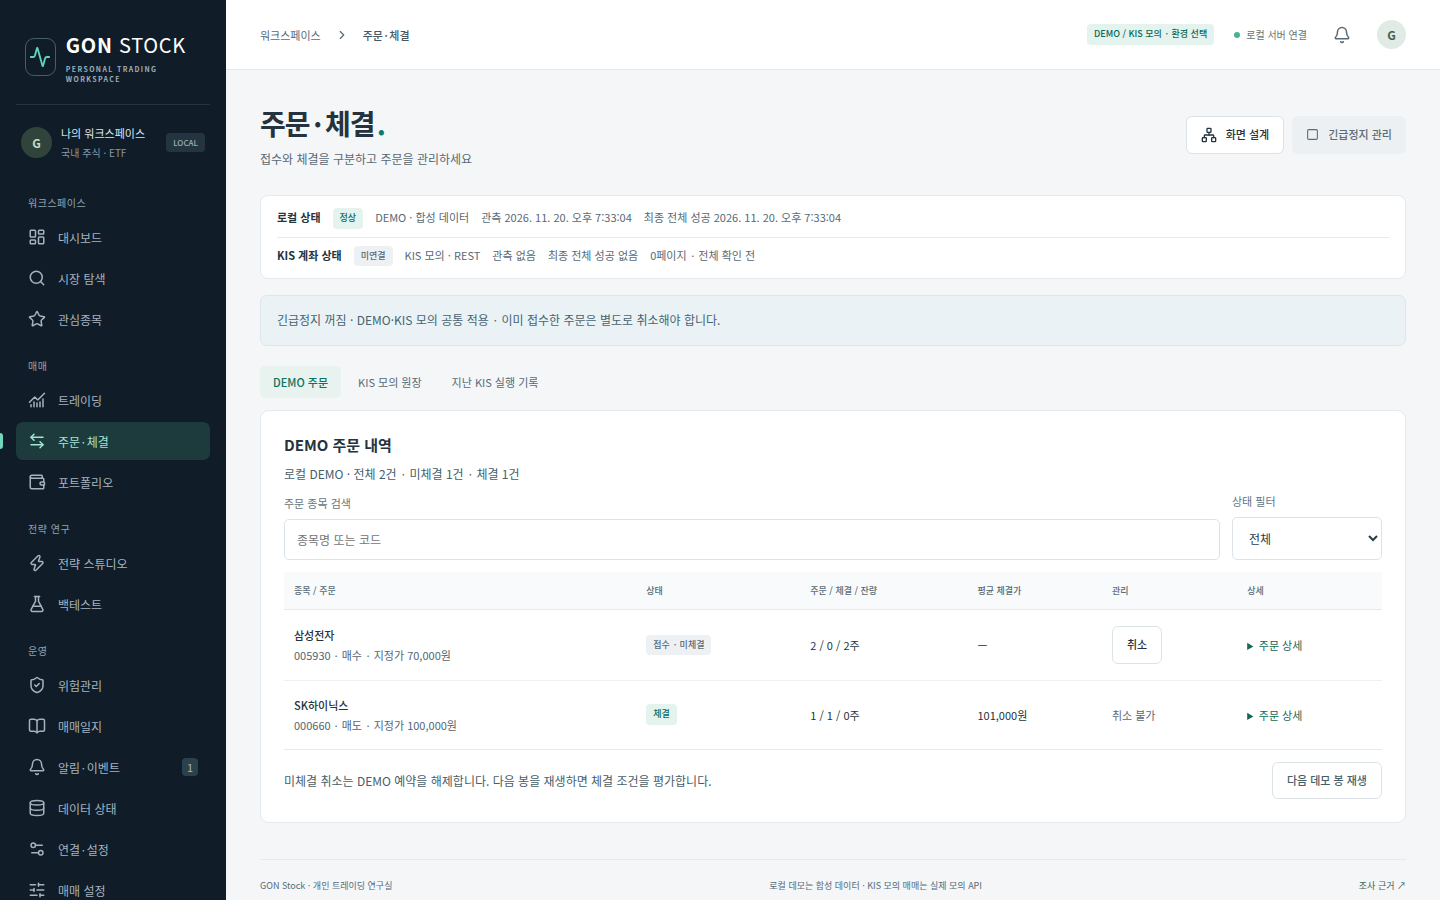 GON STOCK
PERSONAL TRADING
WORKSPACE
G
나의 워크스페이스
국내 주식 · ETF
LOCAL
워크스페이스
대시보드
시장 탐색
관심종목
매매
트레이딩
주문·체결
포트폴리오
전략 연구
전략 스튜디오
백테스트
운영
위험관리
매매일지
알림·이벤트
1
데이터 상태
연결·설정
매매 설정
워크스페이스
주문·체결
DEMO / KIS 모의 · 환경 선택
로컬 서버 연결
G
주문·체결.
접수와 체결을 구분하고 주문을 관리하세요
화면 설계
긴급정지 관리
로컬 상태 정상 DEMO · 합성 데이터 관측 2026. 11. 20. 오후 7:33:04 최종 전체 성공 2026. 11. 20. 오후 7:33:04
KIS 계좌 상태 미연결 KIS 모의 · REST 관측 없음 최종 전체 성공 없음 0페이지 · 전체 확인 전
긴급정지 꺼짐 · DEMO·KIS 모의 공통 적용 · 이미 접수한 주문은 별도로 취소해야 합니다.
DEMO 주문
KIS 모의 원장
지난 KIS 실행 기록
DEMO 주문 내역
로컬 DEMO · 전체 2건 · 미체결 1건 · 체결 1건
주문 종목 검색
상태 필터
종목명 또는 코드
전체
종목 / 주문 상태 주문 / 체결 / 잔량 평균 체결가 관리 상세
삼성전자
005930 · 매수 · 지정가 70,000원
접수 · 미체결
2 / 0 / 2주
—
취소
▶ 주문 상세
SK하이닉스
000660 · 매도 · 지정가 100,000원
체결
1 / 1 / 0주
101,000원
취소 불가
▶ 주문 상세
미체결 취소는 DEMO 예약을 해제합니다. 다음 봉을 재생하면 체결 조건을 평가합니다.
다음 데모 봉 재생
GON Stock · 개인 트레이딩 연구실
로컬 데모는 합성 데이터 · KIS 모의 매매는 실제 모의 API
조사 근거 ↗